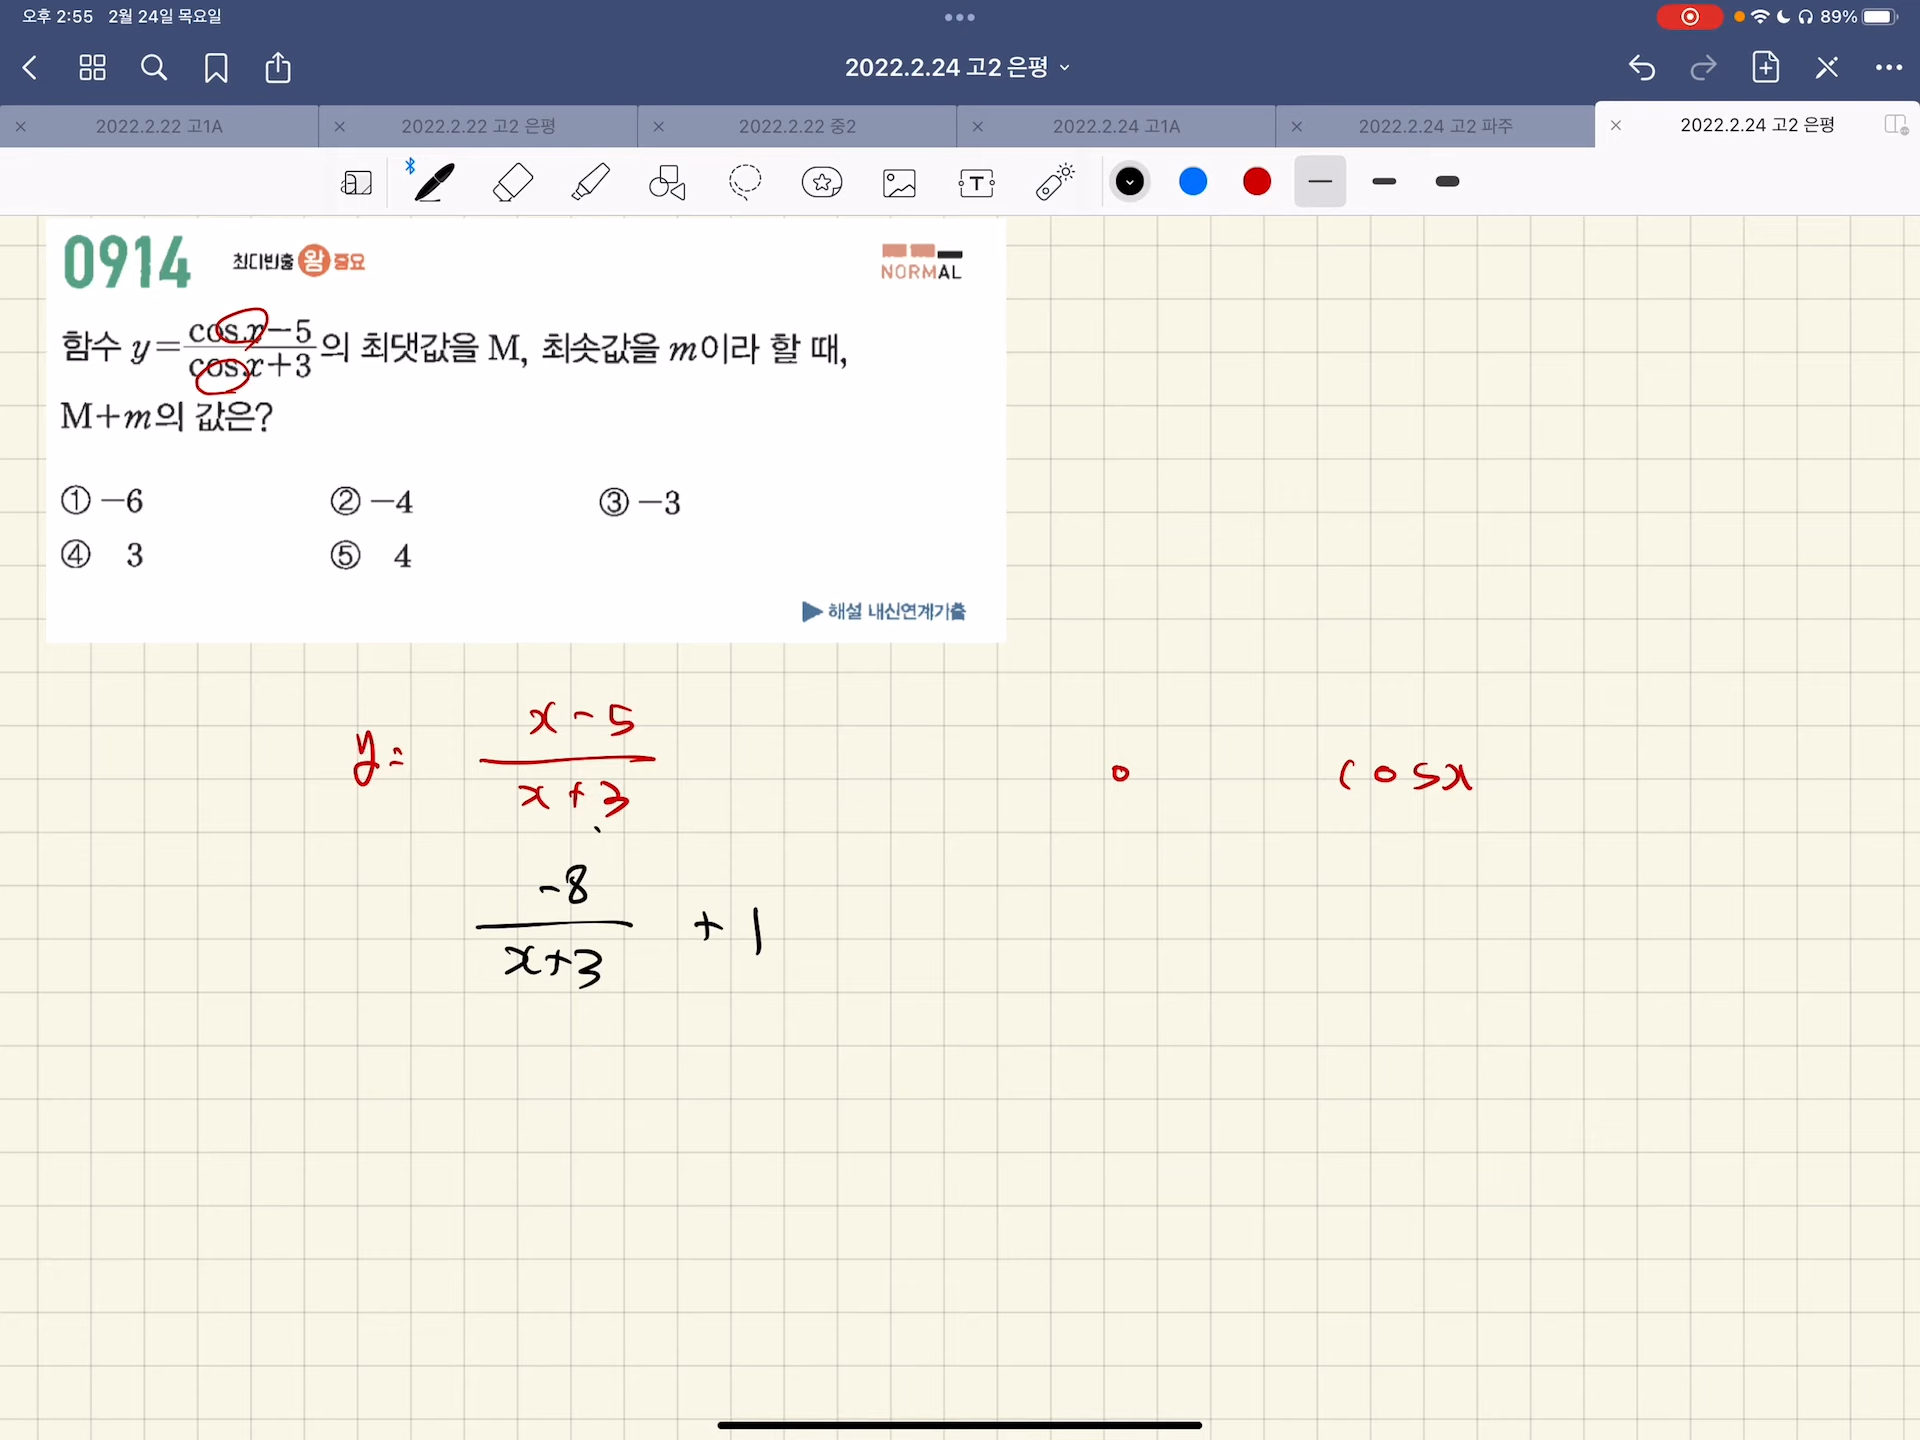 오후 2:55 2월 24일 목요일
89%
2022.2.24 고2 은평
2022.2.22 고1A
2022.2.22 고2 은평
2022.2.22 중2
2022.2.24 고1A
2022.2.24 고2 파주
2022.2.24 고2 은평
0914 최다빈출 왕 중요
NORMAL
함수 y=(cosx-5)/(cosx+3)의 최댓값을 M, 최솟값을 m이라 할 때,
M+m의 값은?
① -6 ② -4 ③ -3
④ 3 ⑤ 4
▶ 해설 내신연계기출
y= (x-5)/(x+3)
cosx
-8/(x+3) + 1